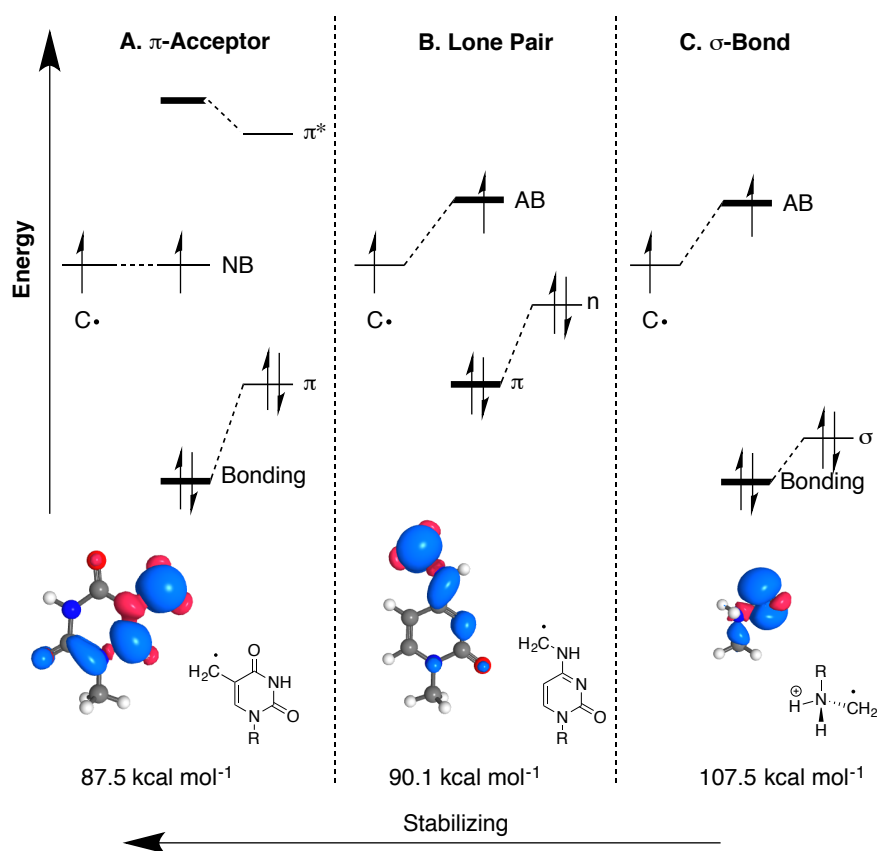 A. π-Acceptor
B. Lone Pair
C. σ-Bond
Energy
π*
NB
C•
π
Bonding
AB
C•
n
π
AB
C•
σ
Bonding
•
H2C
O
NH
N
O
R
•
H2C
NH
N
N
O
R
R
•
⊕
H
N
CH2
H
87.5 kcal mol-1
90.1 kcal mol-1
107.5 kcal mol-1
Stabilizing